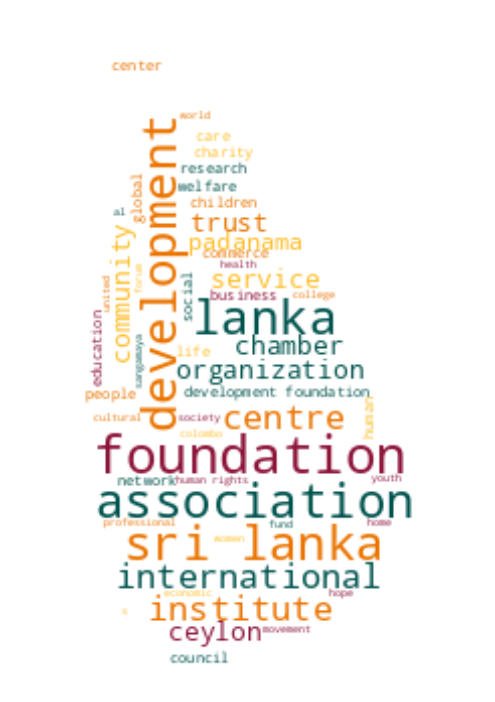 center
world
care
charity
research
welfare
children
global
al
development
trust
padanama
commerce
community
forum
health
service
united
social
business
college
lanka
education
sangamaya
chamber
life
organization
people
development foundation
human
cultural
society
centre
colombo
foundation
network
human rights
youth
association
professional
fund
home
sri lanka
women
international
economic
hope
s
institute
ceylon
movement
council